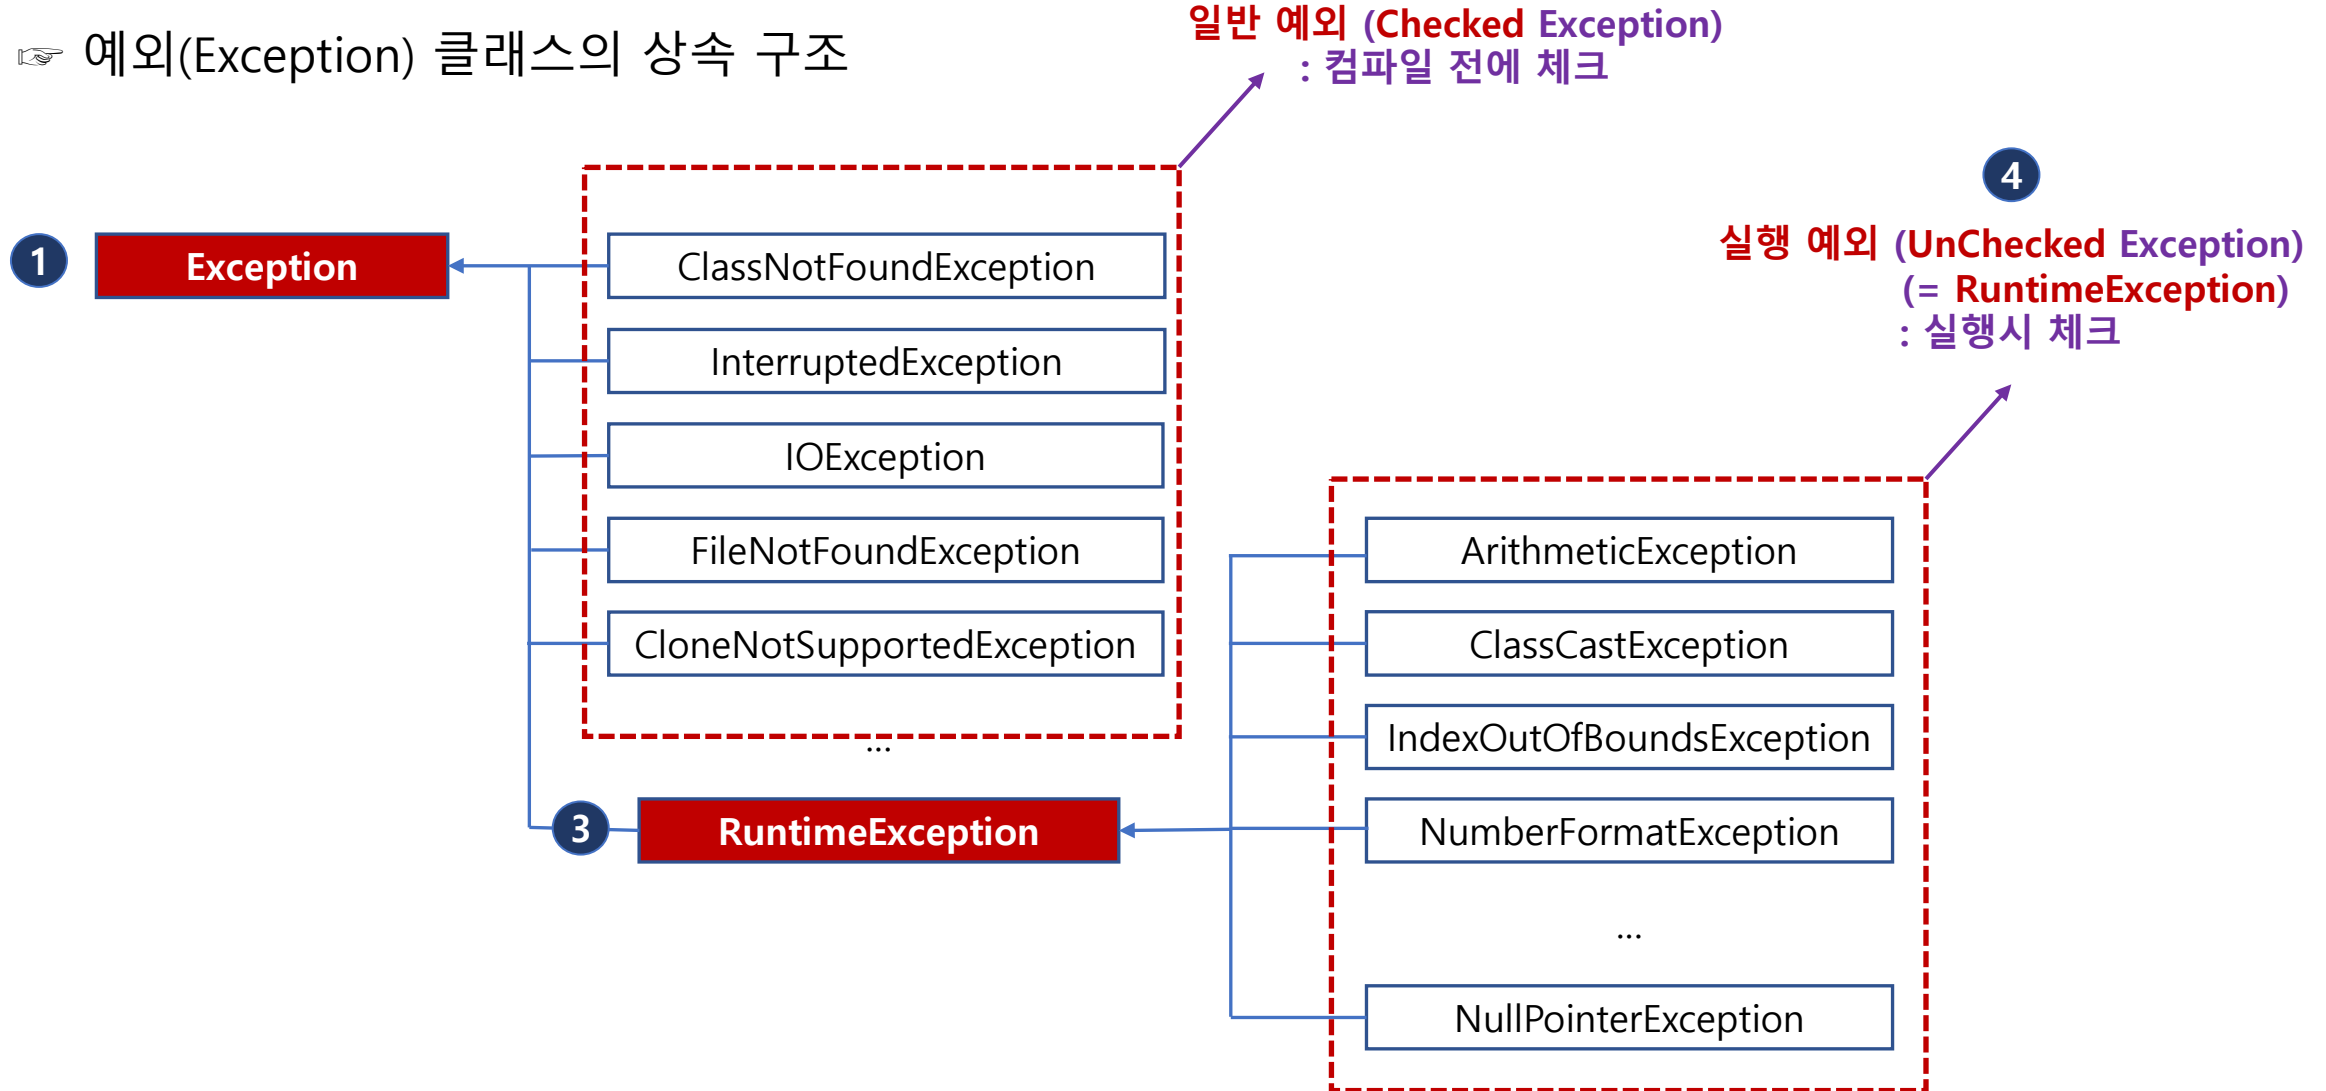 ☞ 예외(Exception) 클래스의 상속 구조
일반 예외 (Checked Exception)
: 컴파일 전에 체크
4
실행 예외 (UnChecked Exception)
(= RuntimeException)
: 실행시 체크
1
Exception
ClassNotFoundException
InterruptedException
IOException
FileNotFoundException
CloneNotSupportedException
...
3
RuntimeException
ArithmeticException
ClassCastException
IndexOutOfBoundsException
NumberFormatException
...
NullPointerException